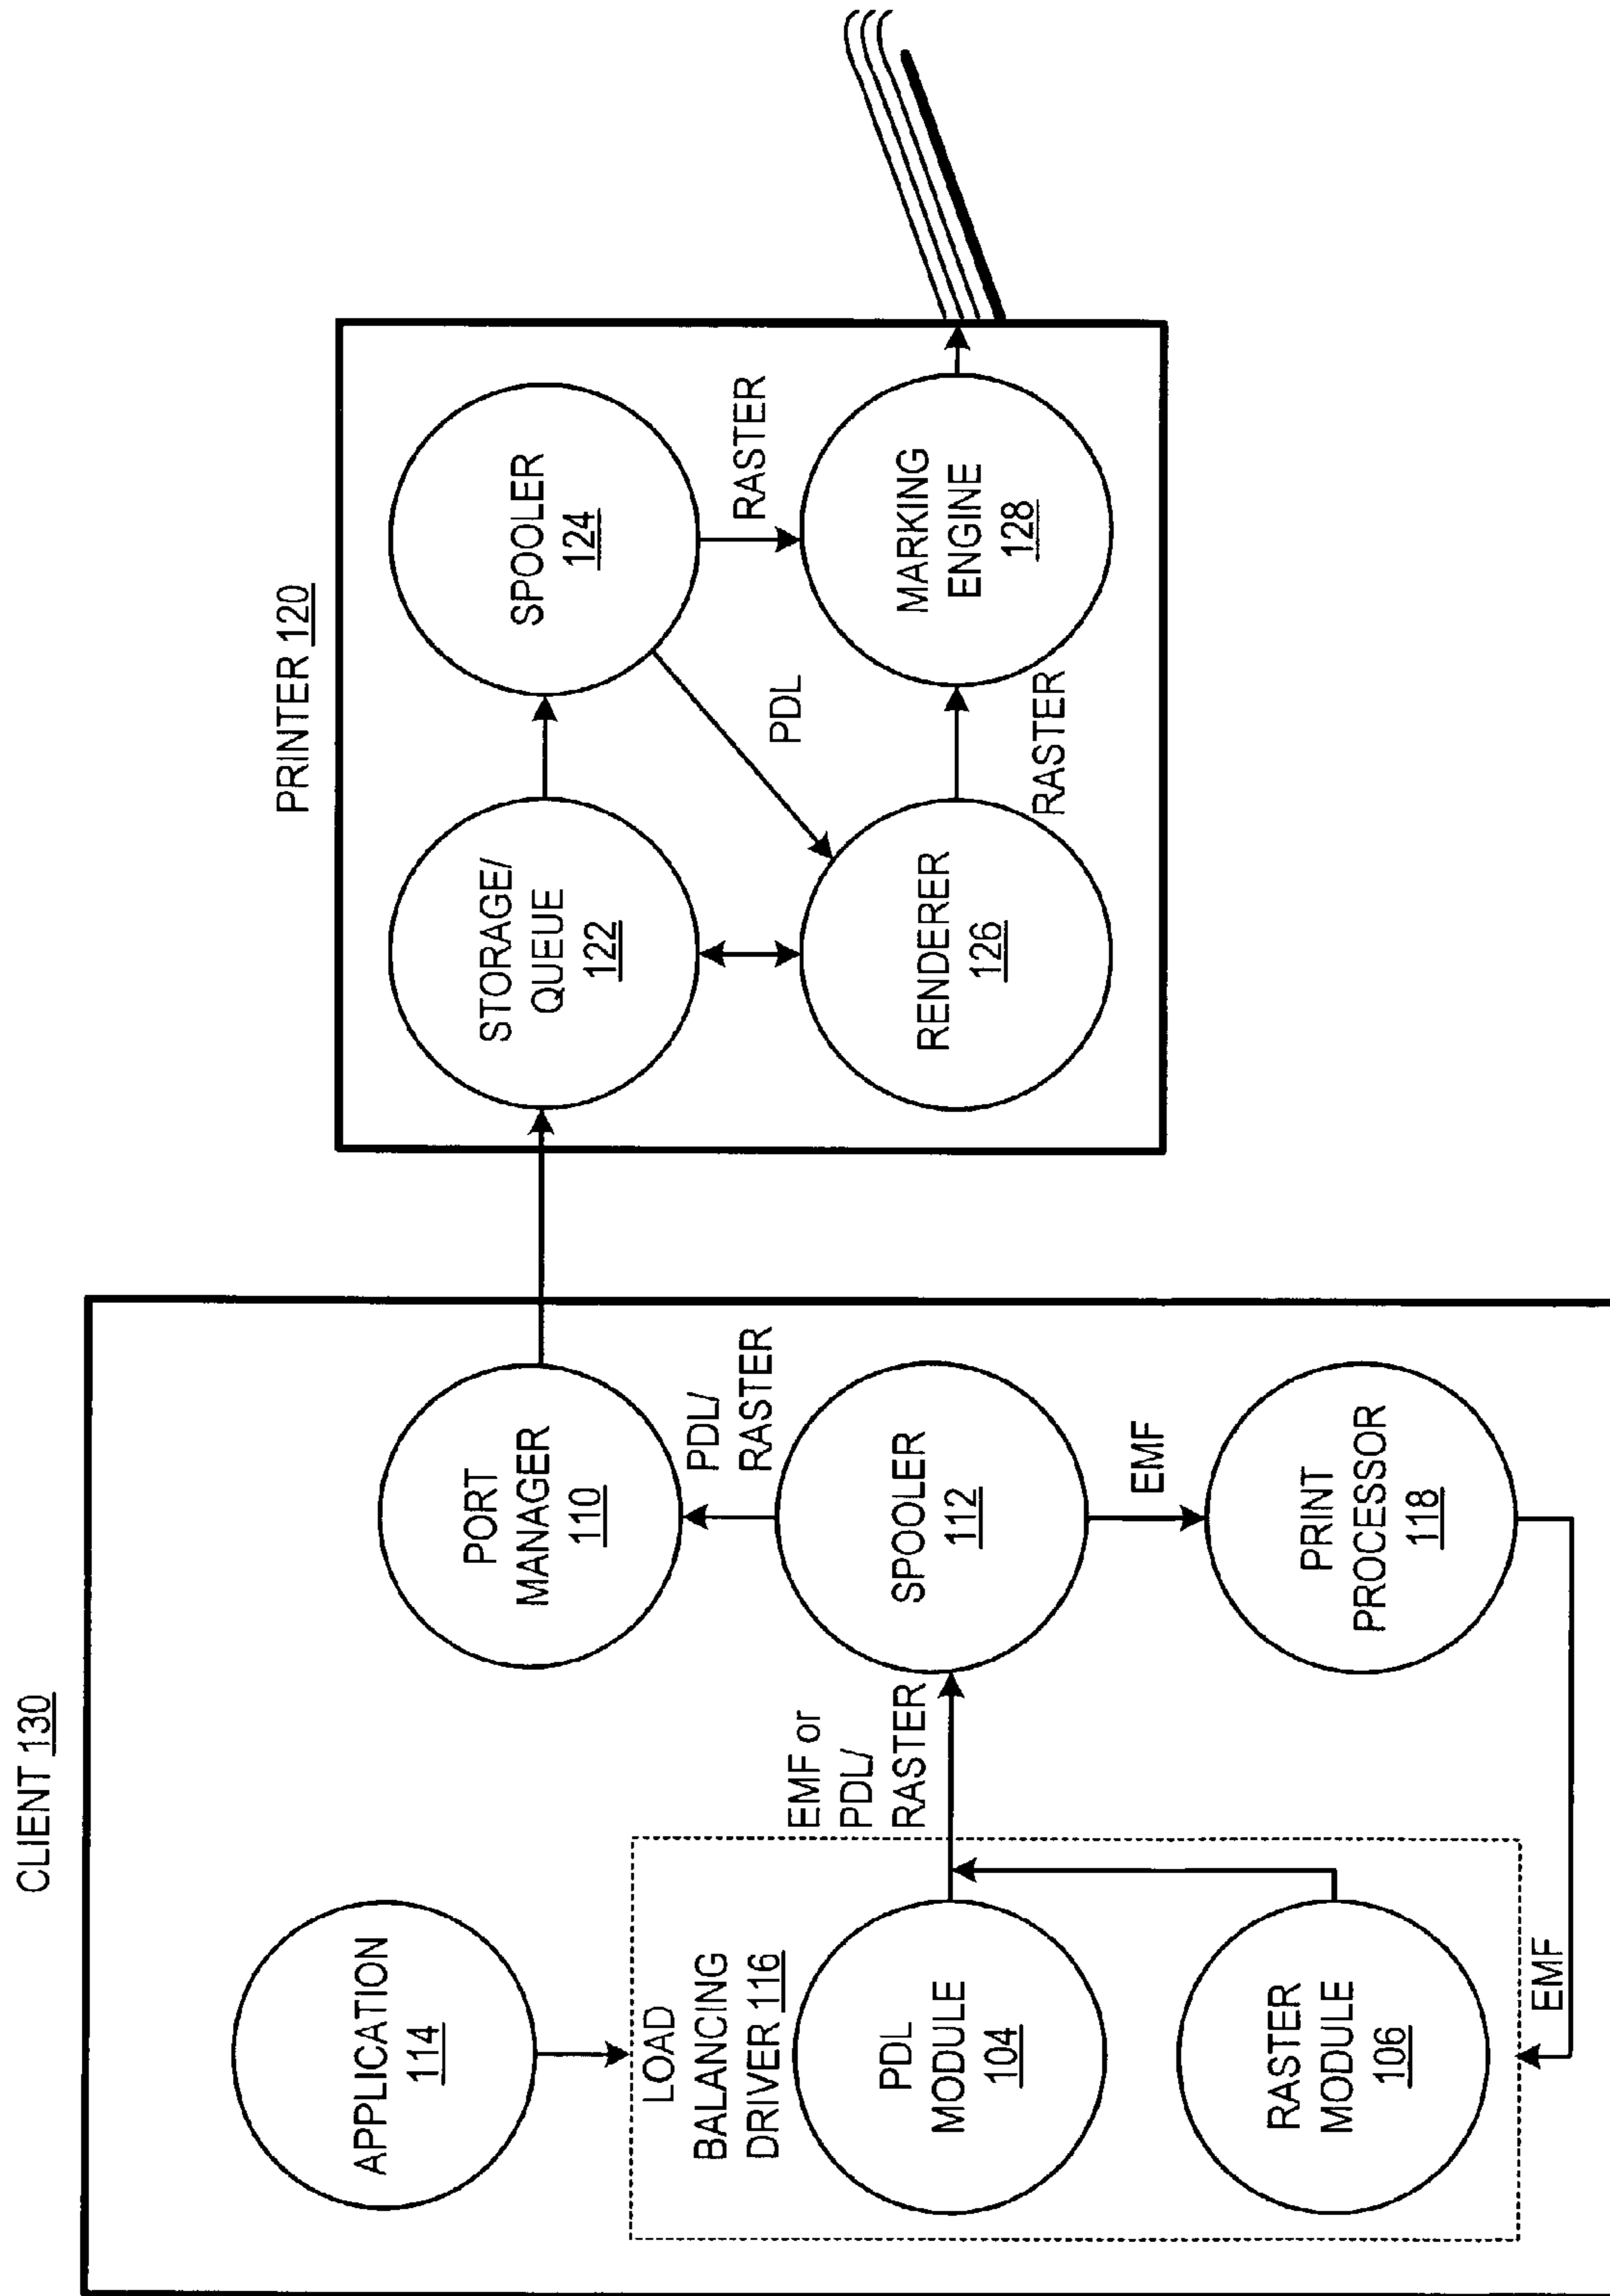 CLIENT 130
APPLICATION
114
LOAD
BALANCING
DRIVER 116
PDL
MODULE
104
RASTER
MODULE
106
EMF or
PDL/
RASTER
PORT
MANAGER
110
PDL/
RASTER
SPOOLER
112
EMF
PRINT
PROCESSOR
118
EMF
PRINTER 120
STORAGE/
QUEUE
122
SPOOLER
124
PDL
RASTER
RENDERER
126
RASTER
MARKING
ENGINE
128